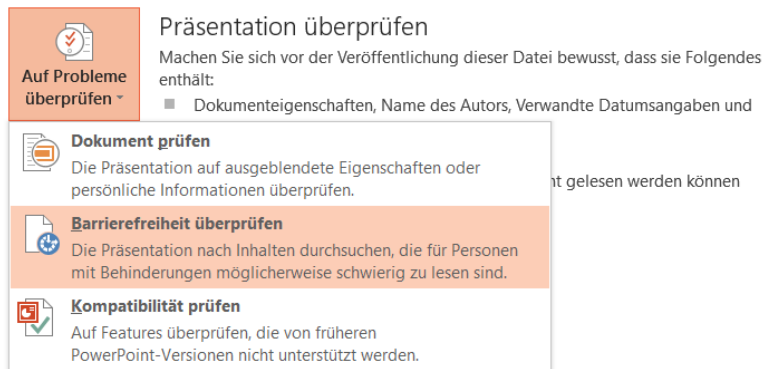 Präsentation überprüfen
Machen Sie sich vor der Veröffentlichung dieser Datei bewusst, dass sie Folgendes
enthält:
Dokumenteigenschaften, Name des Autors, Verwandte Datumsangaben und
Auf Probleme
überprüfen
Dokument prüfen
Die Präsentation auf ausgeblendete Eigenschaften oder
persönliche Informationen überprüfen.
nt gelesen werden können
Barrierefreiheit überprüfen
Die Präsentation nach Inhalten durchsuchen, die für Personen
mit Behinderungen möglicherweise schwierig zu lesen sind.
Kompatibilität prüfen
Auf Features überprüfen, die von früheren
PowerPoint-Versionen nicht unterstützt werden.